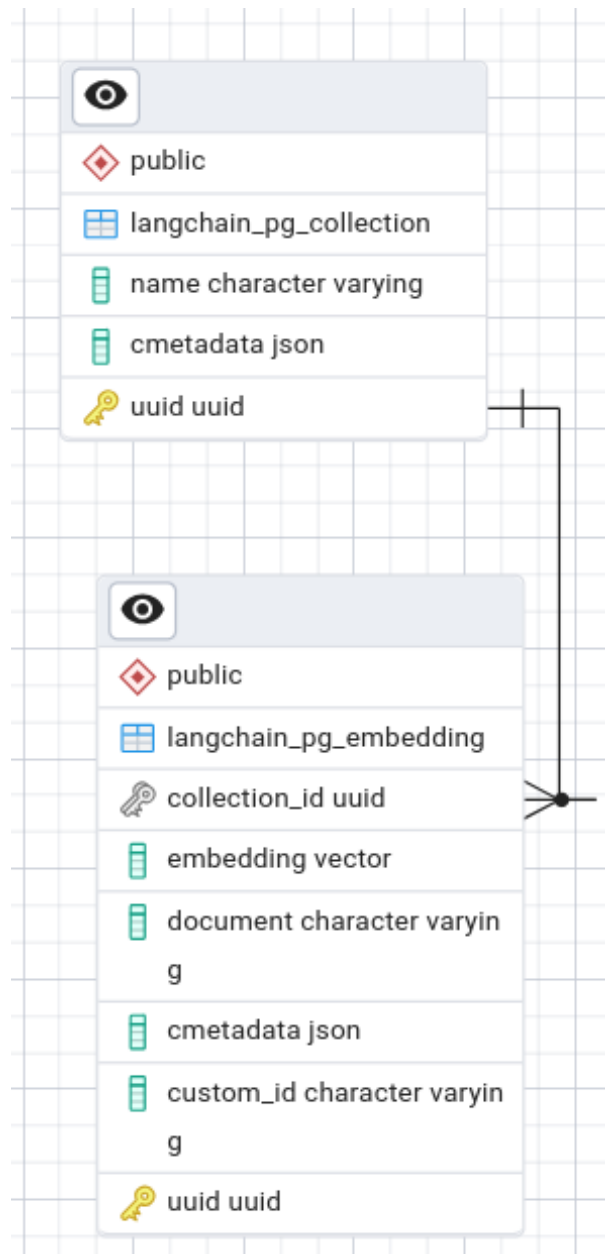 public
langchain_pg_collection
name character varying
cmetadata json
uuid uuid
public
langchain_pg_embedding
collection_id uuid
embedding vector
document character varyin
g
cmetadata json
custom_id character varyin
g
uuid uuid